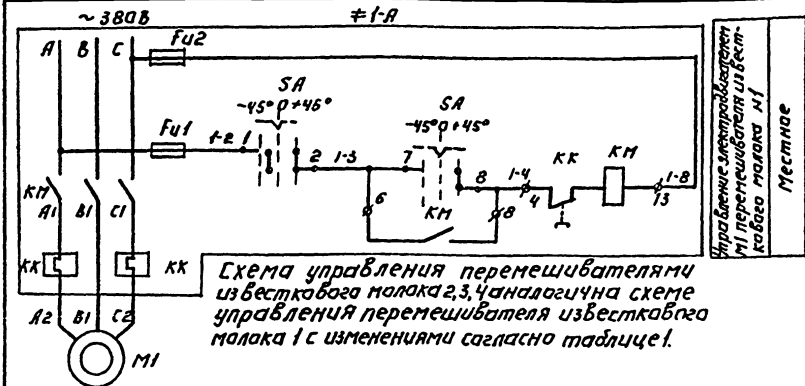 ~380В
≠1-А
А В С
Fu2
SA
-45° 0 +45°
SA
-45° 0 +45°
Fu1
1-2 1
2 1-3
7
8 1-4
4
КК
КМ
1-8
13
6
КМ
8
КМ
А1 В1 С1
КК
КК
А2 В1 С2
М1
Схема управления перемешивателями
известкового молока 2,3,4 аналогична схеме
управления перемешивателя известкового
молока 1 с изменениями согласно таблице 1.
Управление электродвигателем
М1 перемешивателя извест-
кового молока №1
Местное